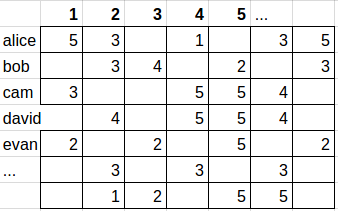 1 2 3 4 5 ...
alice 5 3 1 3 5
bob 3 4 2 3
cam 3 5 5 4
david 4 5 5 4
evan 2 2 5 2
... 3 3 3
1 2 5 5